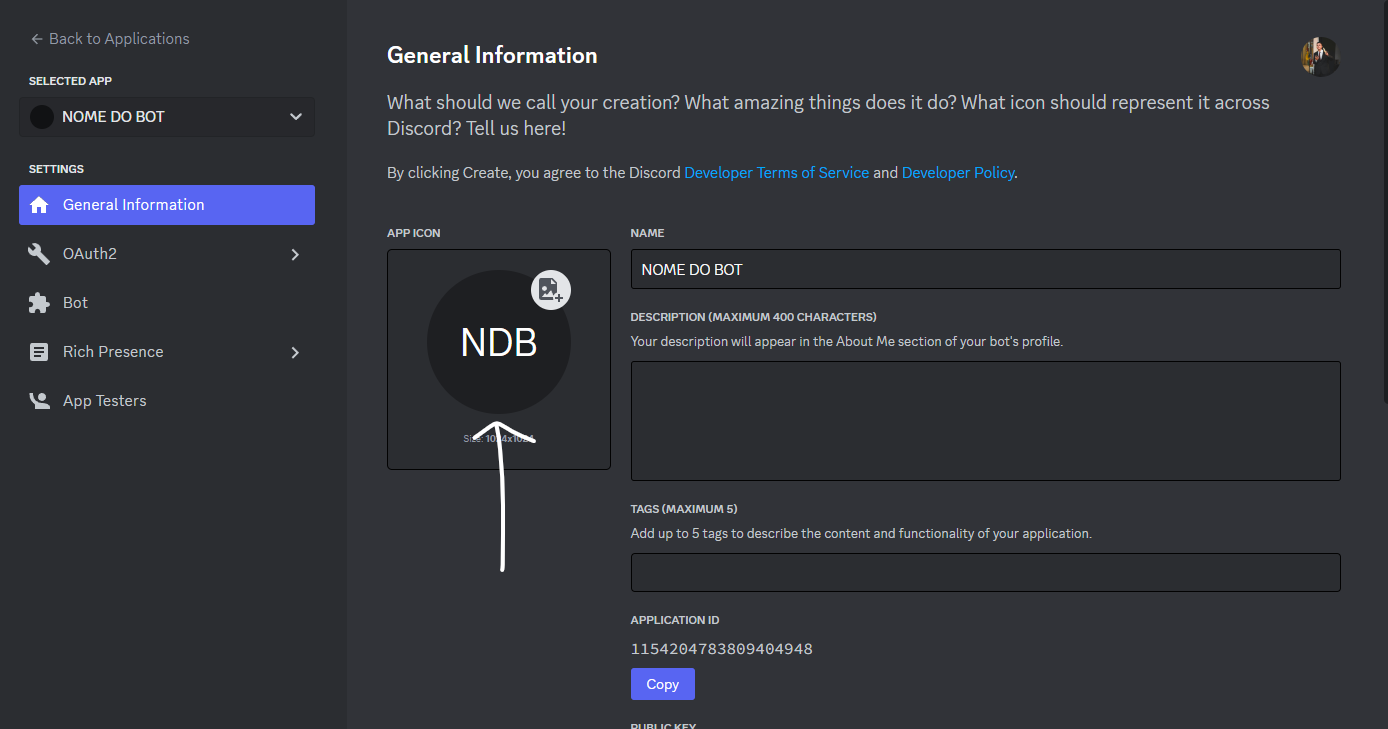 Back to Applications
SELECTED APP
NOME DO BOT
SETTINGS
General Information
OAuth2
Bot
Rich Presence
App Testers
General Information
What should we call your creation? What amazing things does it do? What icon should represent it across
Discord? Tell us here!
By clicking Create, you agree to the Discord Developer Terms of Service and Developer Policy.
APP ICON
NDB
Size: 1024x1024
NAME
NOME DO BOT
DESCRIPTION (MAXIMUM 400 CHARACTERS)
Your description will appear in the About Me section of your bot's profile.
TAGS (MAXIMUM 5)
Add up to 5 tags to describe the content and functionality of your application.
APPLICATION ID
1154204783809404948
Copy
PUBLIC KEY